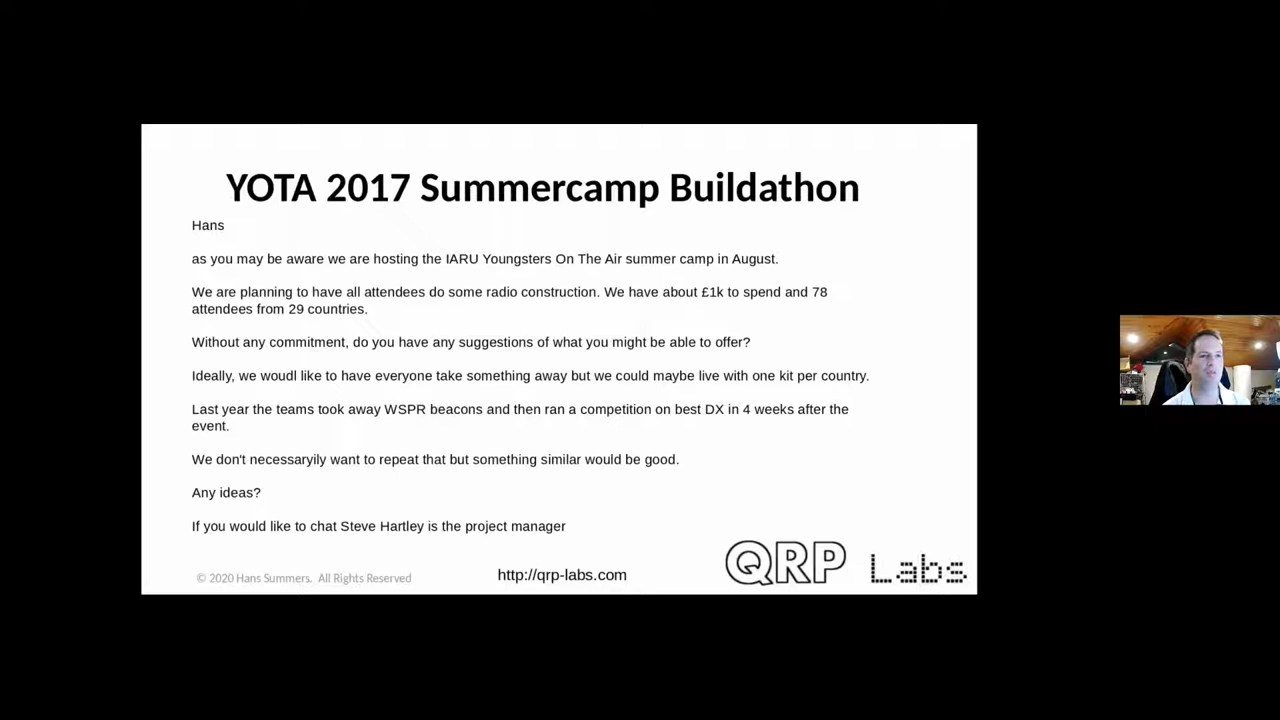 YOTA 2017 Summercamp Buildathon
Hans
as you may be aware we are hosting the IARU Youngsters On The Air summer camp in August.
We are planning to have all attendees do some radio construction. We have about £1k to spend and 78
attendees from 29 countries.
Without any commitment, do you have any suggestions of what you might be able to offer?
Ideally, we woudl like to have everyone take something away but we could maybe live with one kit per country.
Last year the teams took away WSPR beacons and then ran a competition on best DX in 4 weeks after the
event.
We don't necessaryily want to repeat that but something similar would be good.
Any ideas?
If you would like to chat Steve Hartley is the project manager
© 2020 Hans Summers. All Rights Reserved
http://qrp-labs.com
QRP Labs